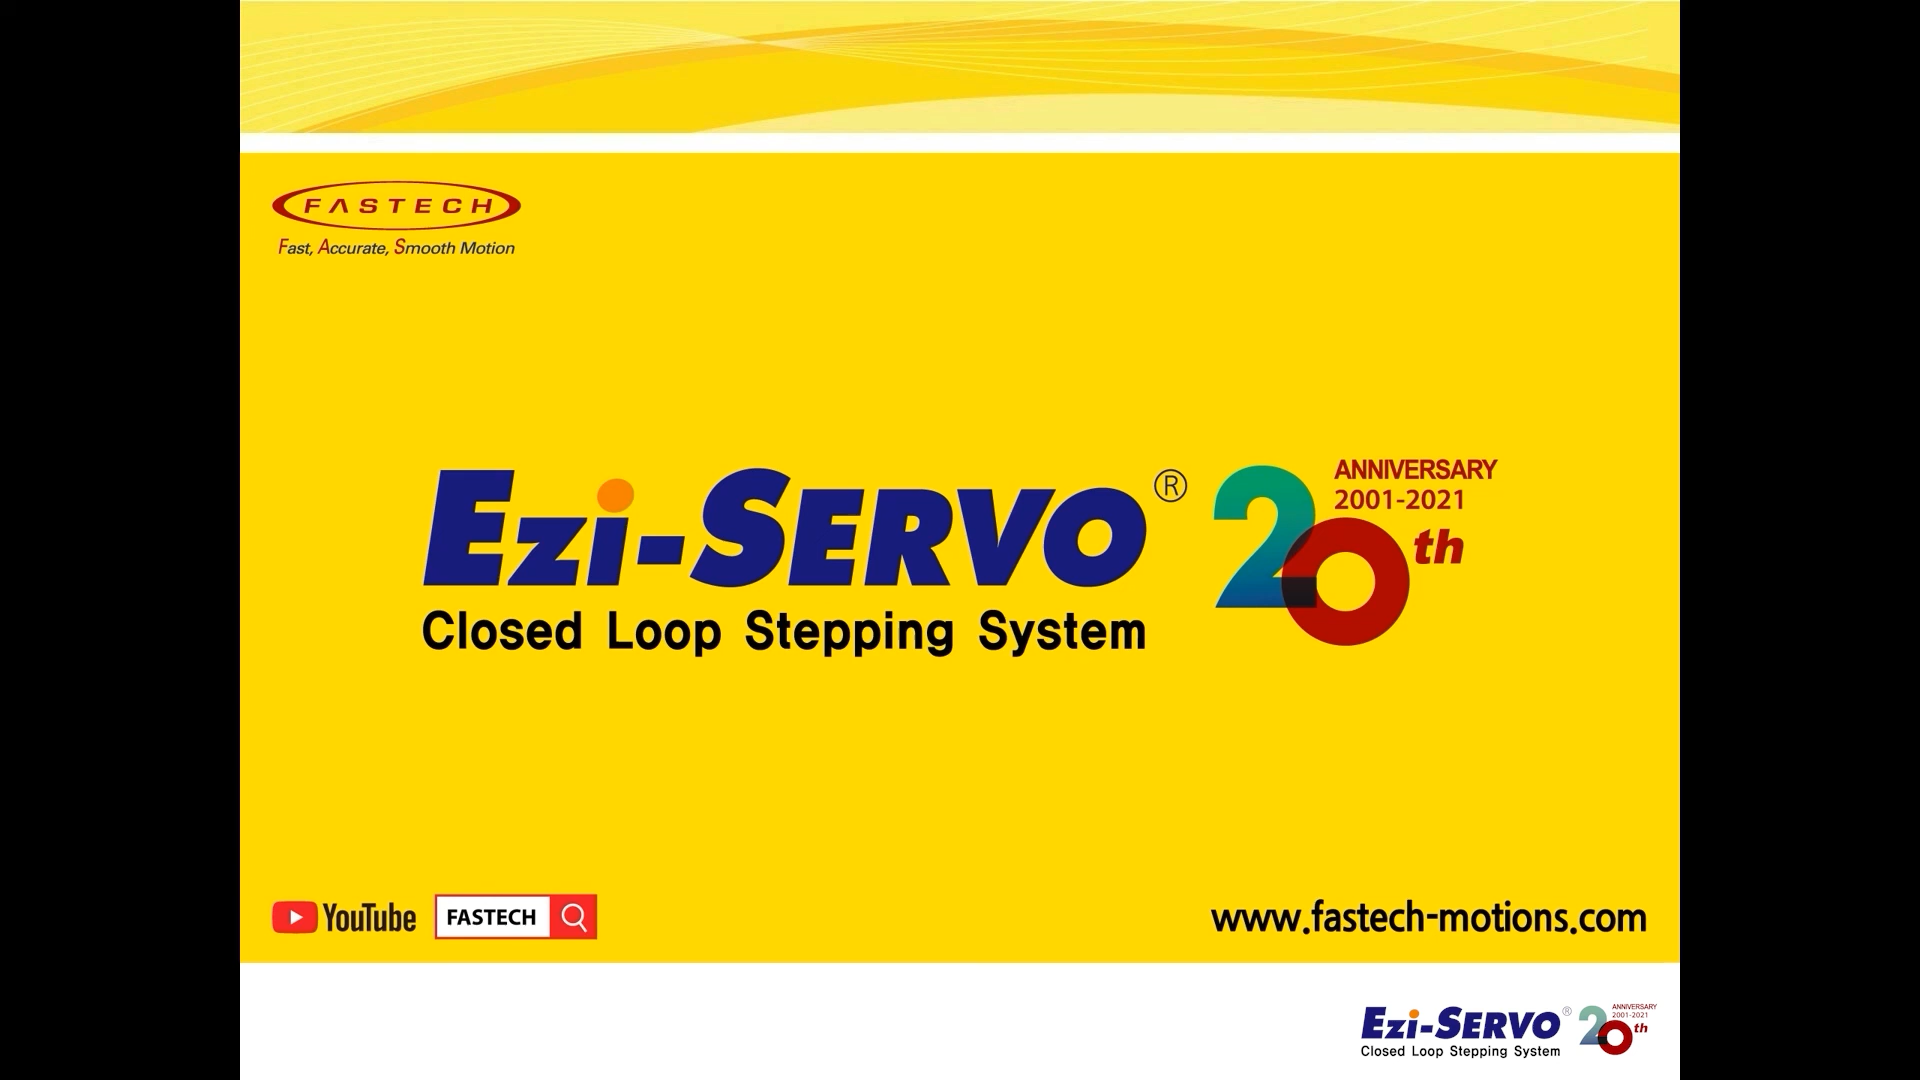 FASTECH
Fast, Accurate, Smooth Motion
Ezi-SERVO® 20th
ANNIVERSARY
2001-2021
Closed Loop Stepping System
YouTube FASTECH
www.fastech-motions.com
Ezi-SERVO® 20th
ANNIVERSARY
2001-2021
Closed Loop Stepping System